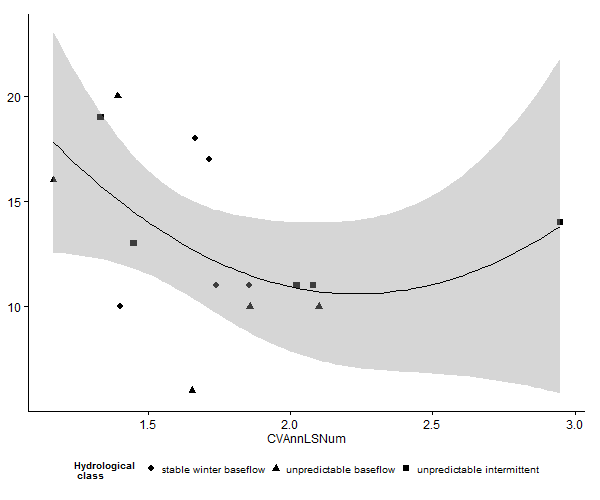 20
15
10
1.5 2.0 2.5 3.0
CVAnnLSNum
Hydrological
class
stable winter baseflow unpredictable baseflow unpredictable intermittent